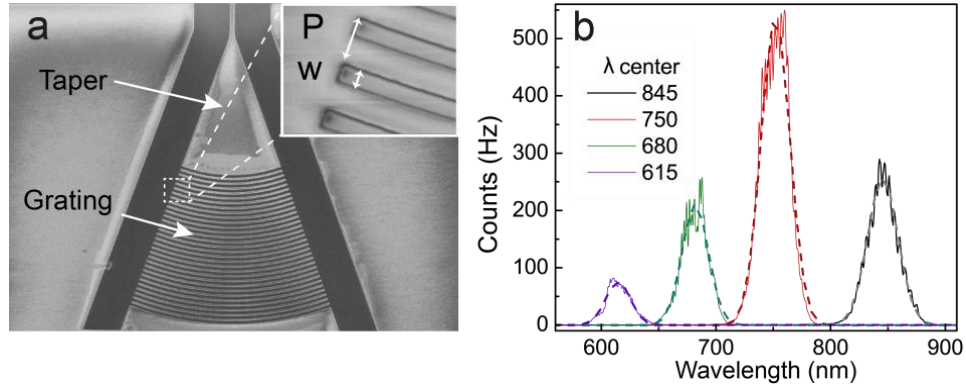 a
Taper
Grating
P
w
b
λ center
845
750
680
615
Counts (Hz)
500
400
300
200
100
0
600
700
800
900
Wavelength (nm)